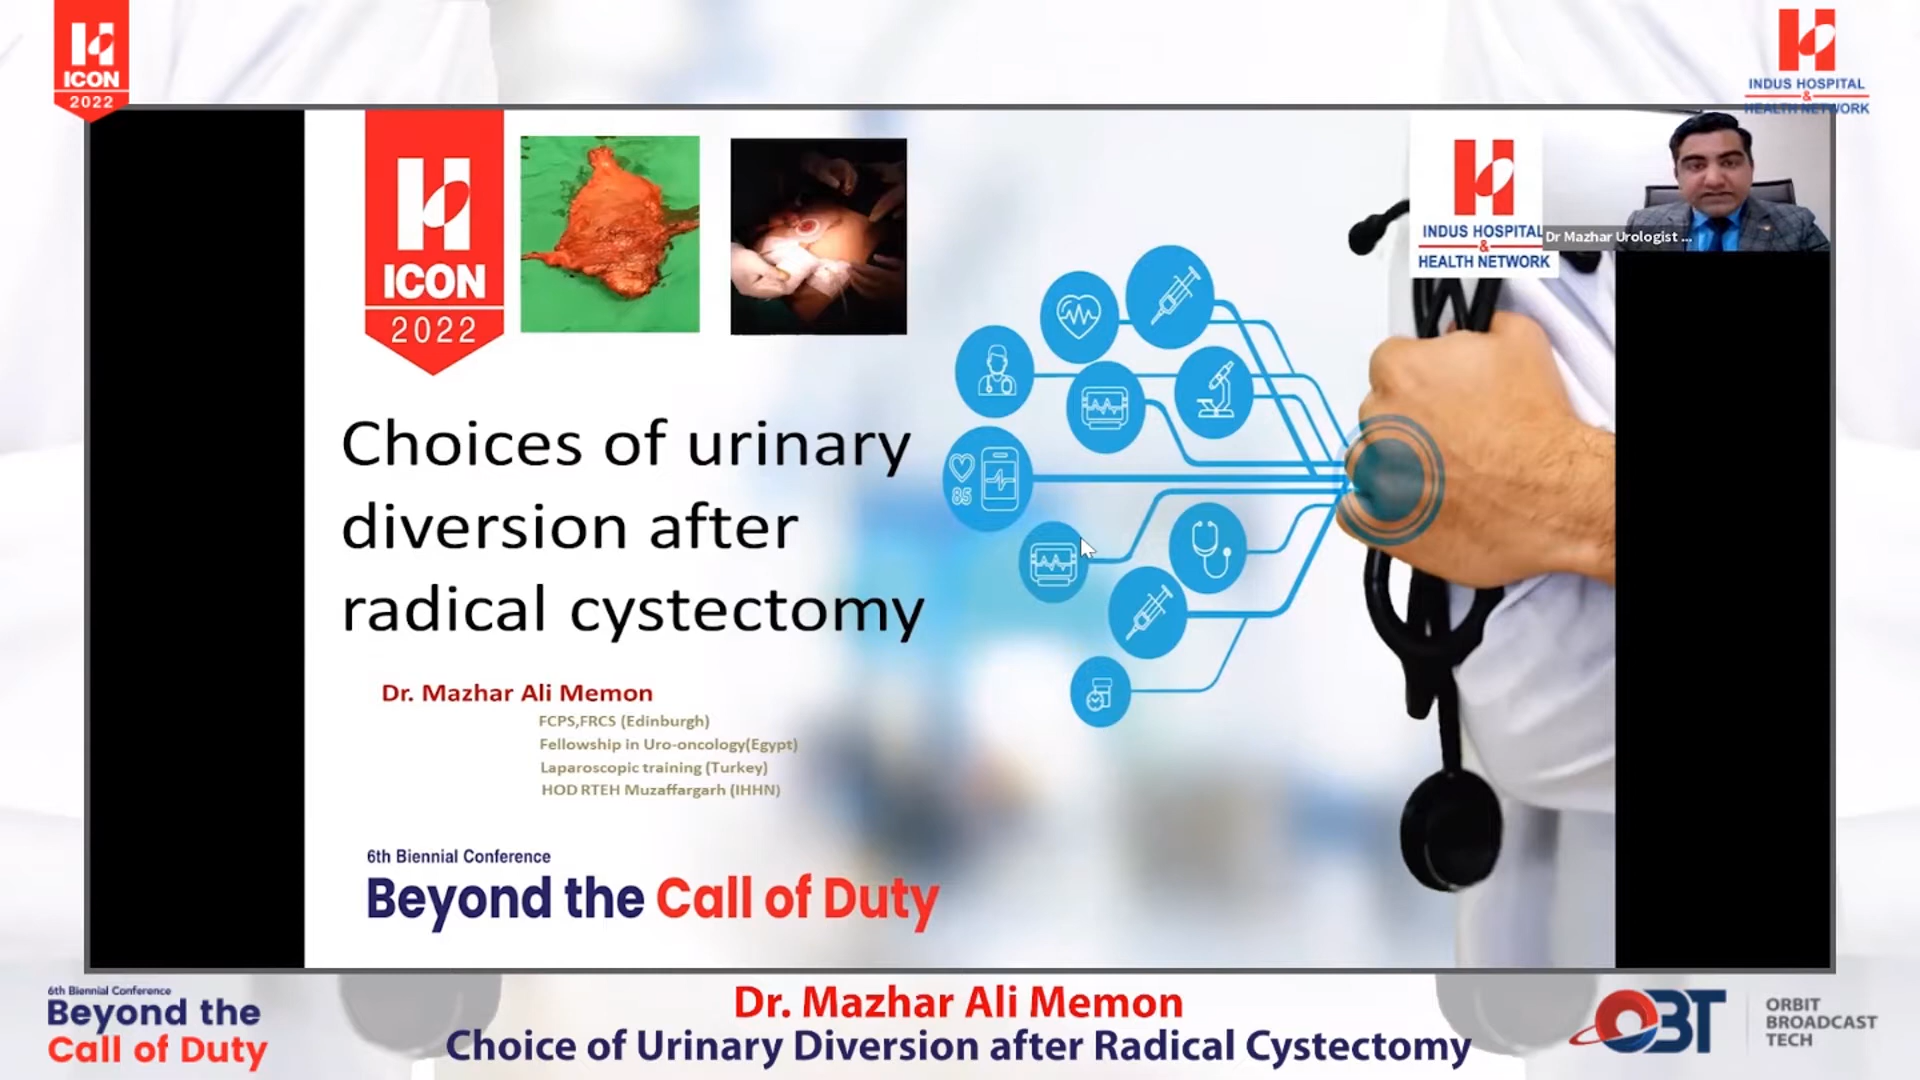 ICON
2022
INDUS HOSPITAL
&
HEALTH NETWORK
ICON
2022
INDUS HOSPITAL
&
HEALTH NETWORK
Dr Mazhar Urologist ...
85
Choices of urinary
diversion after
radical cystectomy
Dr. Mazhar Ali Memon
FCPS,FRCS (Edinburgh)
Fellowship in Uro-oncology(Egypt)
Laparoscopic training (Turkey)
HOD RTEH Muzaffargarh (IHHN)
6th Biennial Conference
Beyond the Call of Duty
6th Biennial Conference
Beyond the
Call of Duty
Dr. Mazhar Ali Memon
Choice of Urinary Diversion after Radical Cystectomy
OBT
ORBIT
BROADCAST
TECH